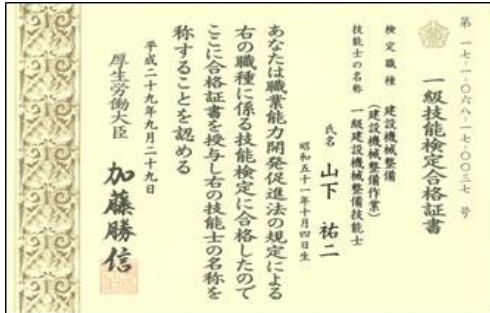 第 一七-一-〇六八-一七-〇〇三七 号
一級技能検定合格証書
検定職種 建設機械整備
(建設機械整備作業)
技能士の名称 一級建設機械整備技能士
氏名 山下 祐二
昭和五十一年十月四日生
あなたは職業能力開発促進法の規定による
右の職種に係る技能検定に合格したので
ここに合格証書を授与し右の技能士の名称を
称することを認める
平成二十九年九月二十九日
厚生労働大臣 加藤勝信